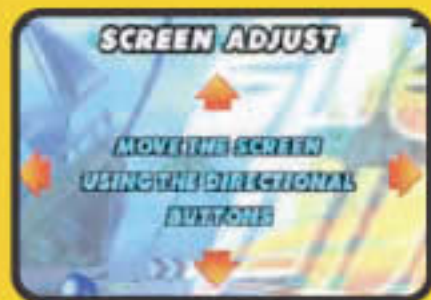 SCREEN ADJUST
MOVE THE SCREEN
USING THE DIRECTIONAL
BUTTONS